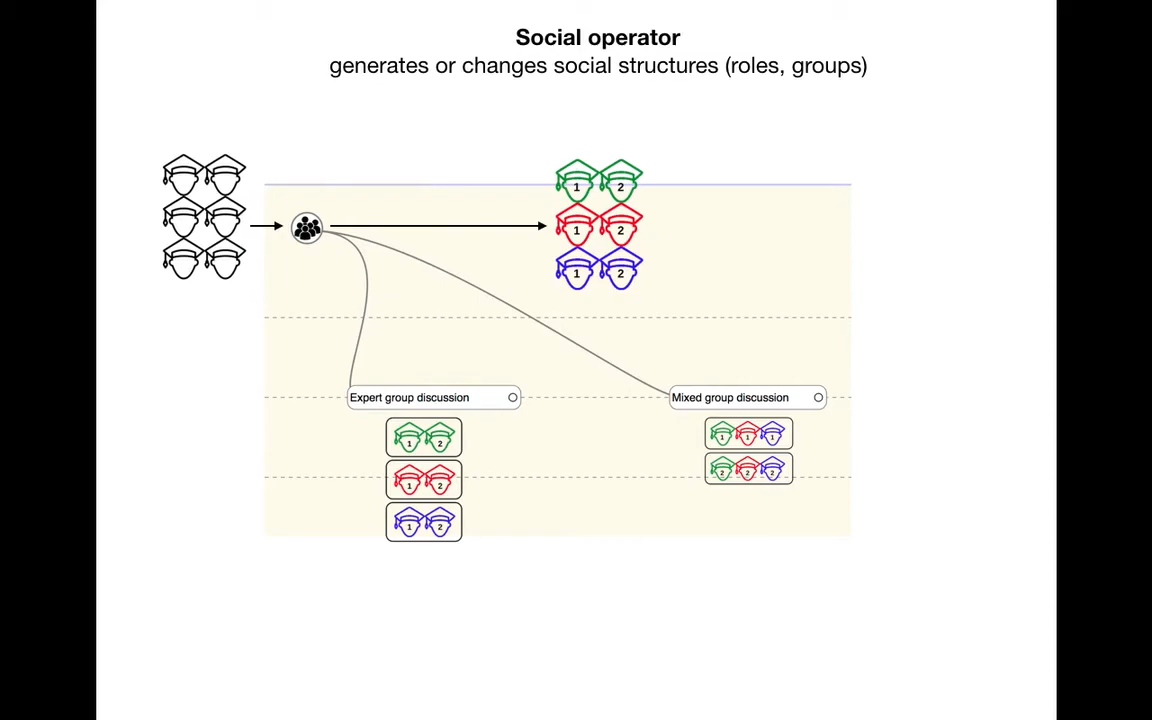 Social operator
generates or changes social structures (roles, groups)
1 2
1 2
1 2
Expert group discussion
Mixed group discussion
1 2
1 2
1 2
1 1 1
2 2 2